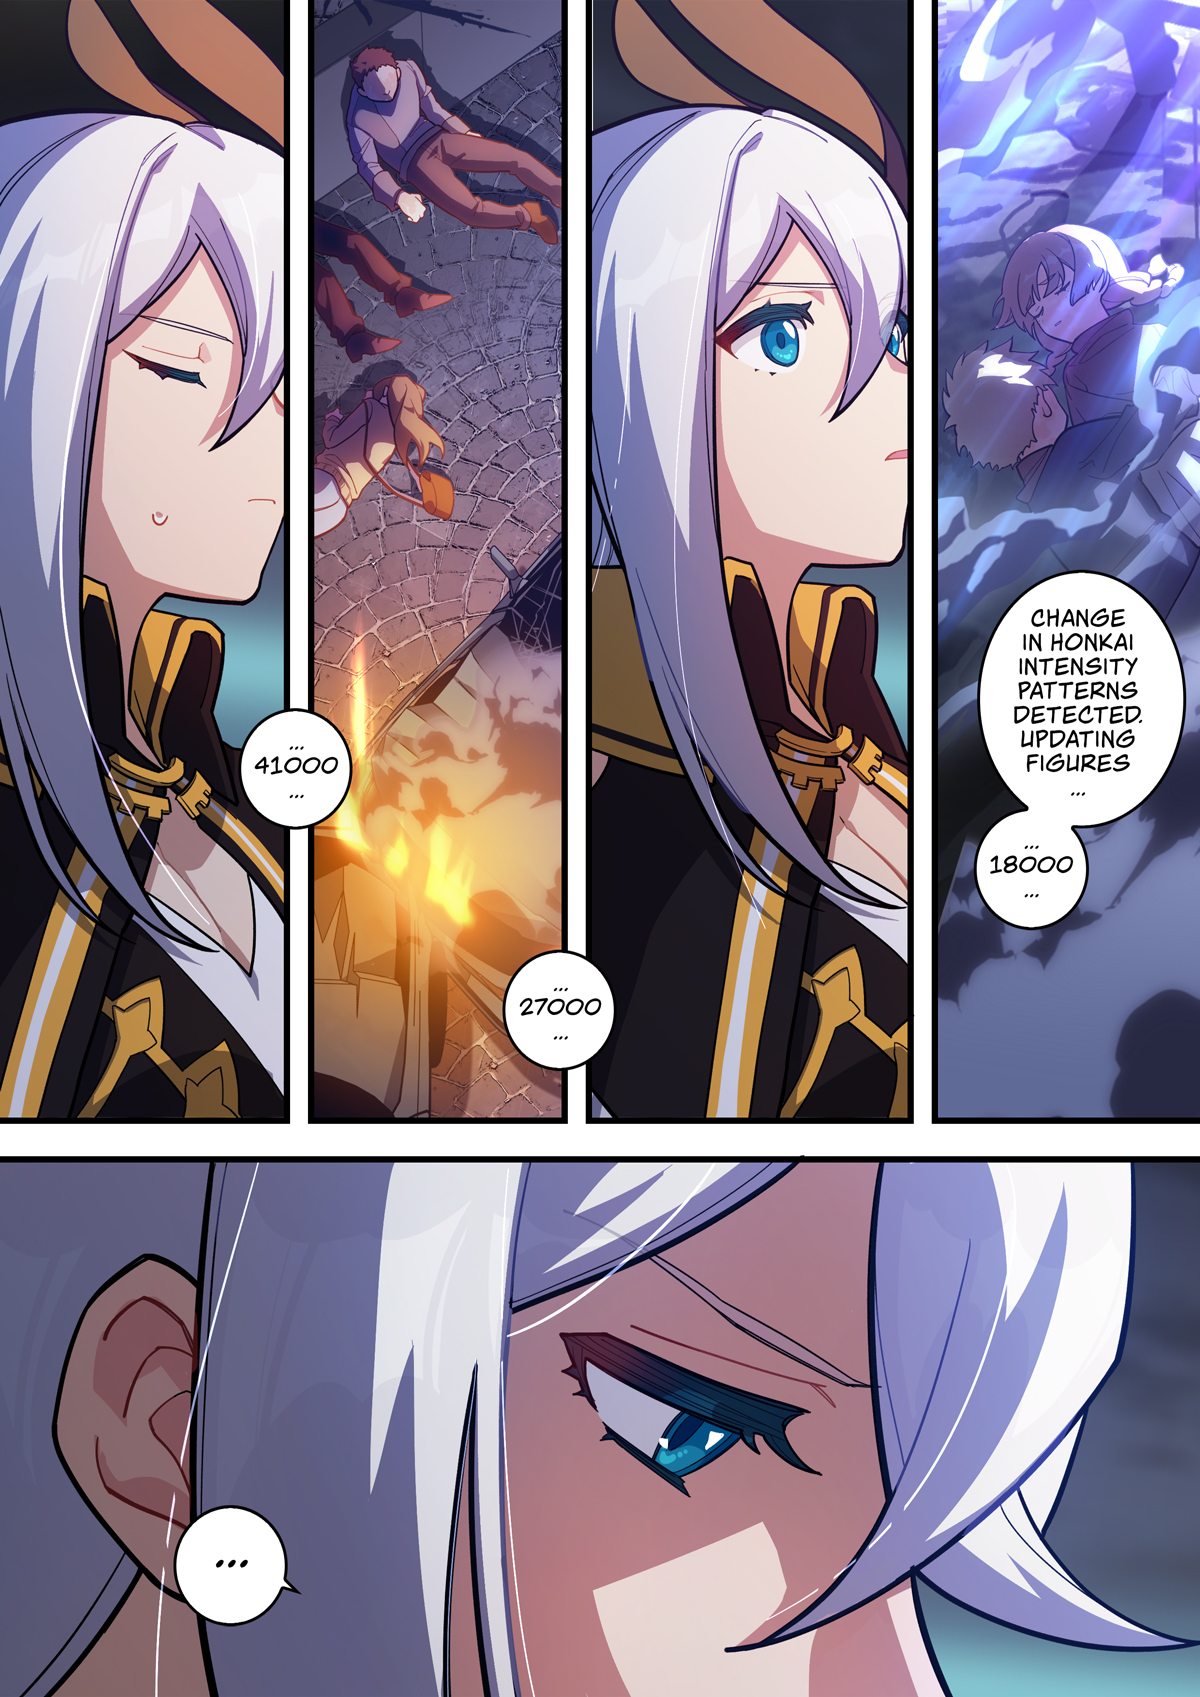 ...
41000
...
...
27000
...
CHANGE
IN HONKAI
INTENSITY
PATTERNS
DETECTED.
UPDATING
FIGURES
...
...
18000
...
...